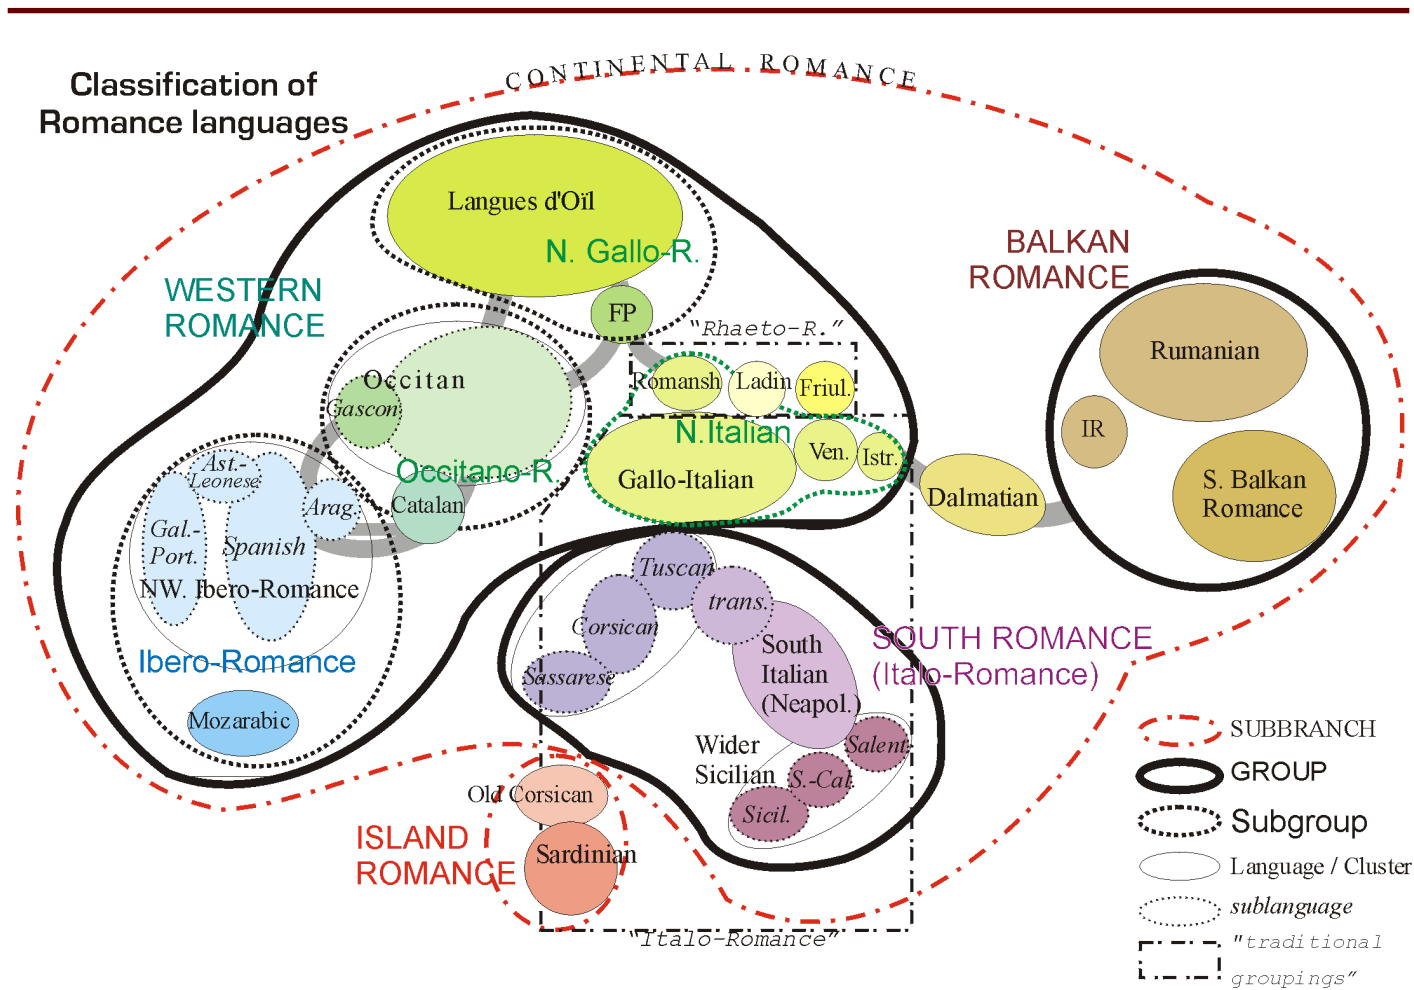 CONTINENTAL ROMANCE
Classification of
Romance languages
Langues d'Oïl
N. Gallo-R.
BALKAN
ROMANCE
WESTERN
ROMANCE
FP
“Rhaeto-R.”
Rumanian
Occitan
Romansh
Ladin
Friul.
Gascon.
IR
N.Italian
Ven.
Istr.
Ast.-
Leonese
Occitano-R.
Gallo-Italian
S. Balkan
Romance
Arag.
Catalan
Dalmatian
Gal.-
Port.
Spanish
NW. Ibero-Romance
Tuscan
trans.
Corsican
South
Italian
(Neapol.)
SOUTH ROMANCE
(Italo-Romance)
Ibero-Romance
Sassarese
Mozarabic
Wider
Sicilian
Salent.
S.-Cal.
Sicil.
Old Corsican
ISLAND
ROMANCE
Sardinian
“Italo-Romance”
SUBBRANCH
GROUP
Subgroup
Language / Cluster
sublanguage
"traditional
groupings”